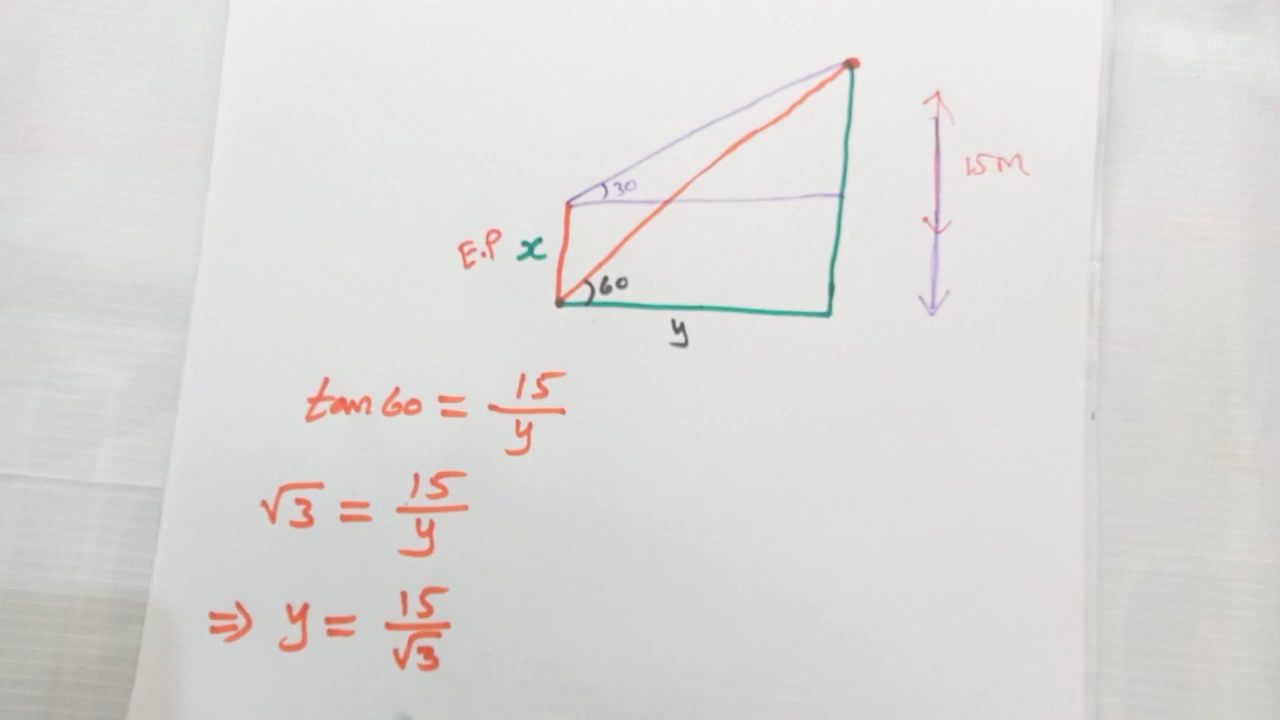 30
15M
E.P x
60
y
tan 60 = 15/y
√3 = 15/y
⇒ y = 15/√3